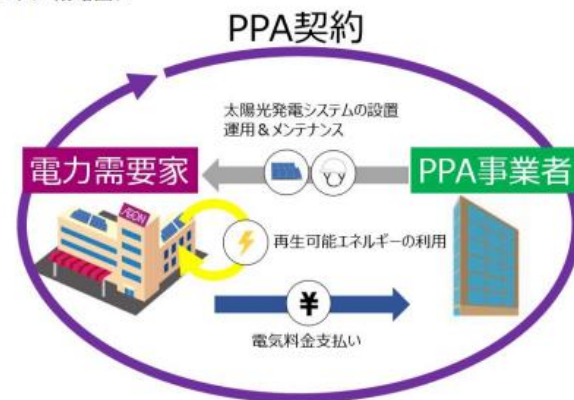 PPA契約
太陽光発電システムの設置
運用&メンテナンス
電力需要家
PPA事業者
ÆON
再生可能エネルギーの利用
¥
電気料金支払い